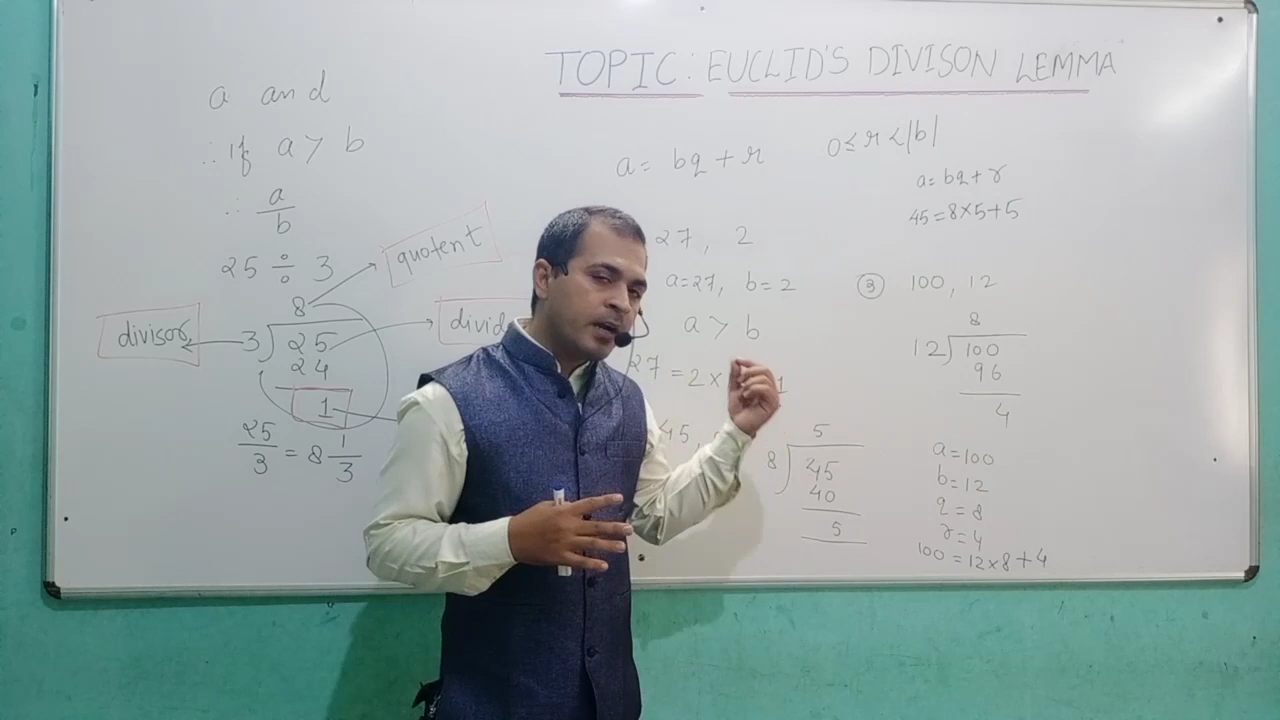 TOPIC: EUCLID'S DIVISON LEMMA
a and
∴ if a > b
∴ a/b
25 ÷ 3
quotent
8
divisor
3) 25
24
1
25/3 = 8 1/3
a = bq + r
0 ≤ r < |b|
a = bq + r
45 = 8×5+5
27, 2
a=27, b=2
a > b
27 = 2×
1
45,
5
8) 45
40
5
③ 100, 12
8
12) 100
96
4
a=100
b=12
q=8
r=4
100=12×8+4